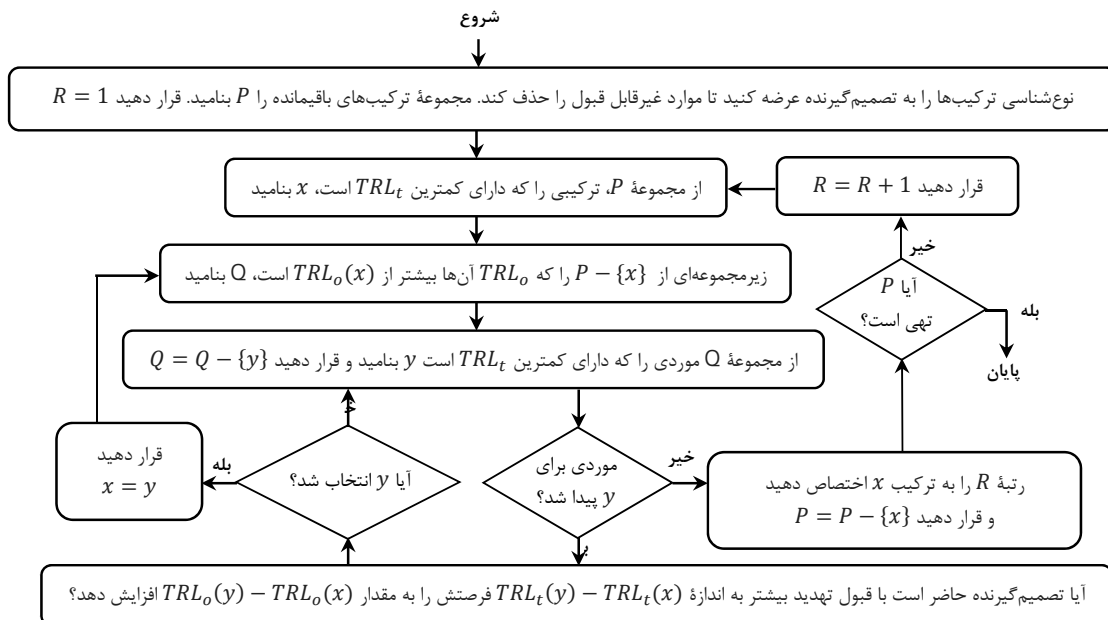 شروع
نوع‌شناسی ترکیب‌ها را به تصمیم‌گیرنده عرضه کنید تا موارد غیرقابل قبول را حذف کند. مجموعهٔ ترکیب‌های باقیمانده را P بنامید. قرار دهید R = 1
از مجموعهٔ P، ترکیبی را که دارای کمترین TRL_t است، x بنامید
قرار دهید R = R + 1
خیر
زیرمجموعه‌ای از P − {x} را که TRL_o آن‌ها بیشتر از TRL_o(x) است، Q بنامید
آیا P
تهی است؟
بله
پایان
از مجموعهٔ Q موردی را که دارای کمترین TRL_t است y بنامید و قرار دهید Q = Q − {y}
خ
قرار دهید
x = y
بله
آیا y انتخاب شد؟
موردی برای
y پیدا شد؟
خیر
رتبهٔ R را به ترکیب x اختصاص دهید
و قرار دهید P = P − {x}
ب
آیا تصمیم‌گیرنده حاضر است با قبول تهدید بیشتر به اندازهٔ TRL_t(y) − TRL_t(x) فرصتش را به مقدار TRL_o(y) − TRL_o(x) افزایش دهد؟